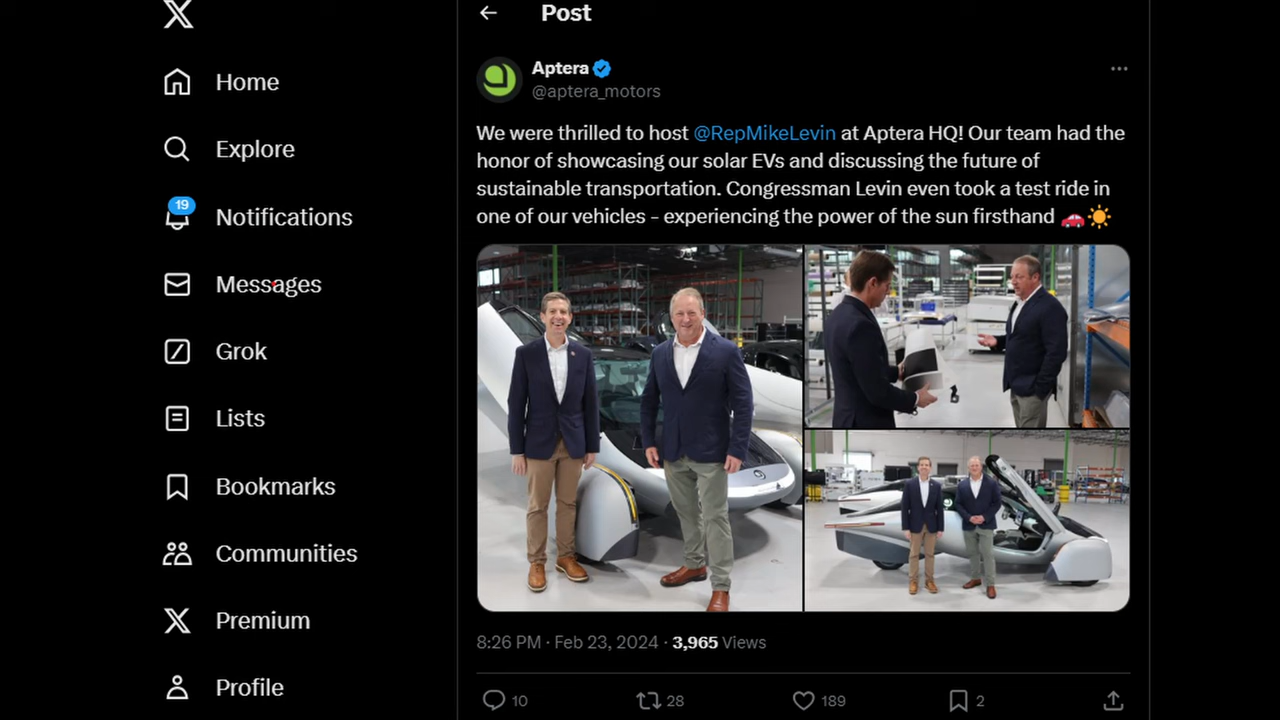 Post
Home
Explore
19
Notifications
Messages
Grok
Lists
Bookmarks
Communities
Premium
Profile
Aptera
@aptera_motors
We were thrilled to host @RepMikeLevin at Aptera HQ! Our team had the
honor of showcasing our solar EVs and discussing the future of
sustainable transportation. Congressman Levin even took a test ride in
one of our vehicles – experiencing the power of the sun firsthand 🚗☀️
8:26 PM · Feb 23, 2024 · 3,965 Views
10 28 189 2